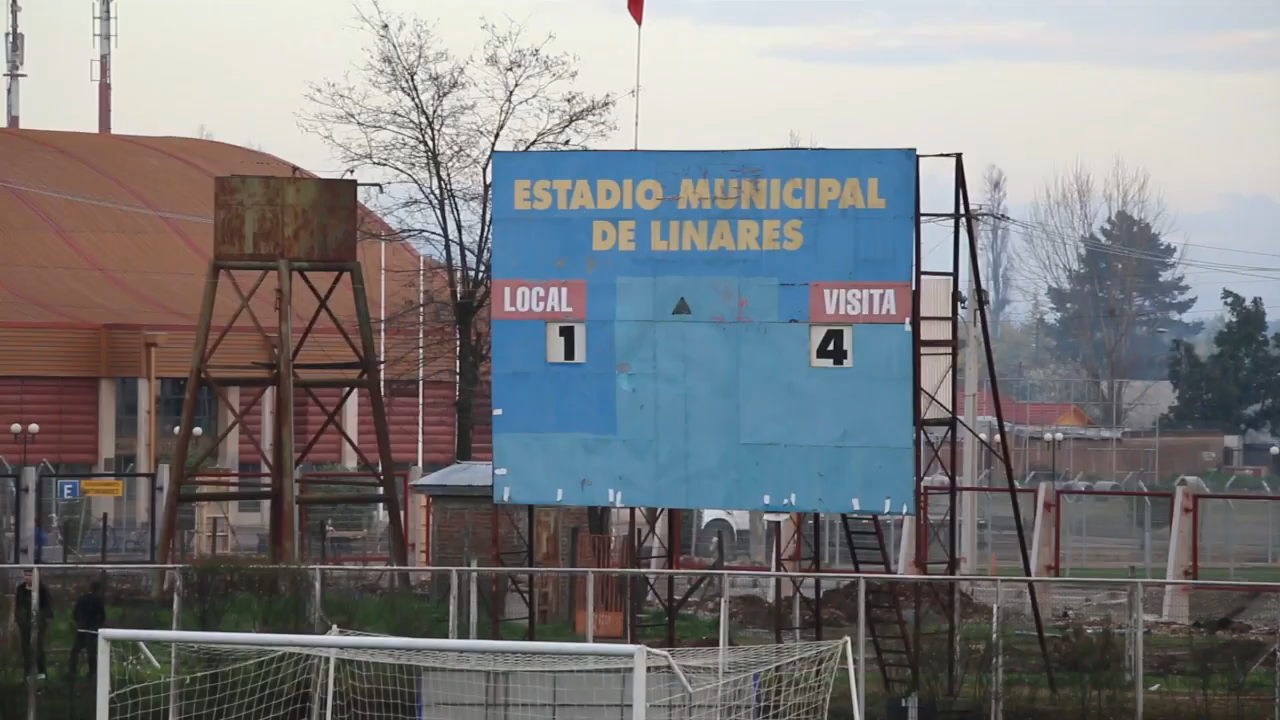 ESTADIO MUNICIPAL
DE LINARES
LOCAL
VISITA
1
4
E